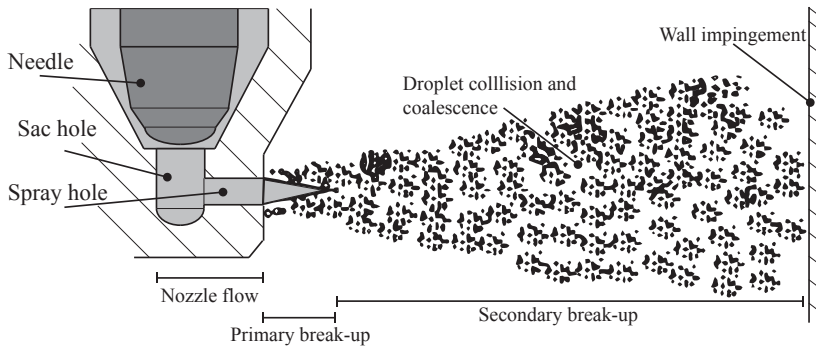 Needle
Sac hole
Spray hole
Droplet colllision and
coalescence
Wall impingement
Nozzle flow
Primary break-up
Secondary break-up